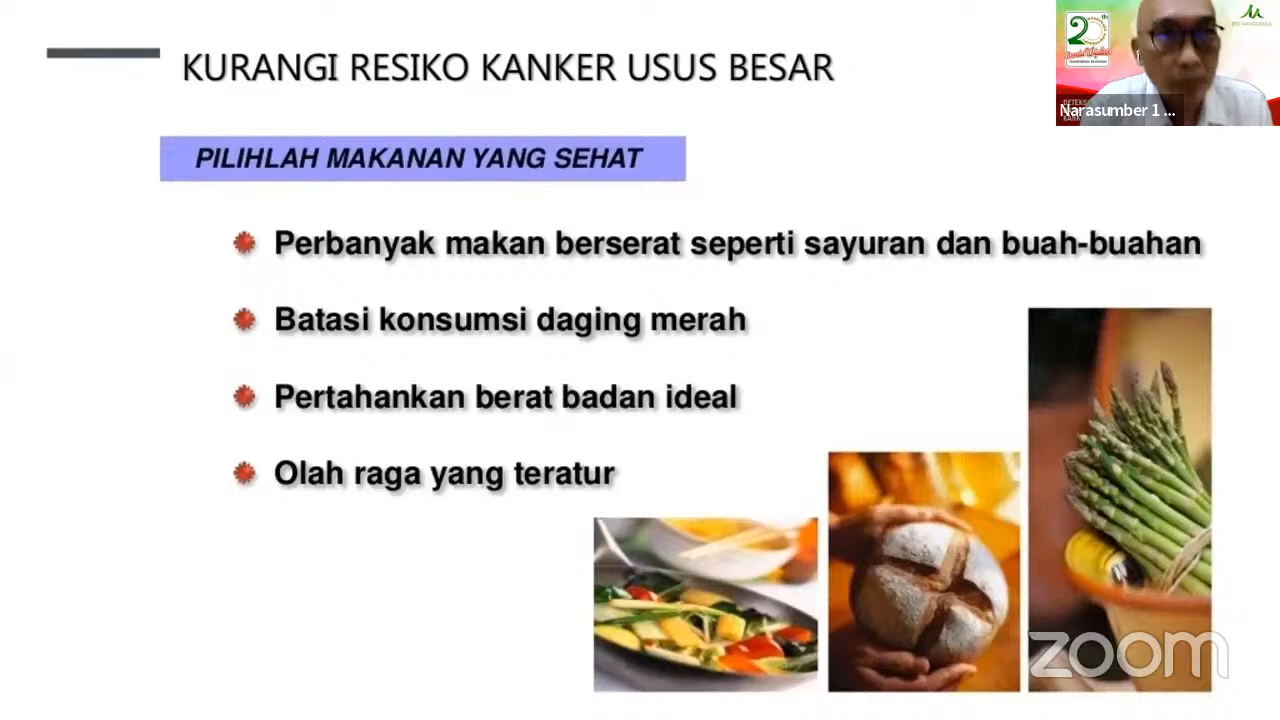 KURANGI RESIKO KANKER USUS BESAR
PILIHLAH MAKANAN YANG SEHAT
Perbanyak makan berserat seperti sayuran dan buah-buahan
Batasi konsumsi daging merah
Pertahankan berat badan ideal
Olah raga yang teratur
20th
Narasumber 1 ...
zoom